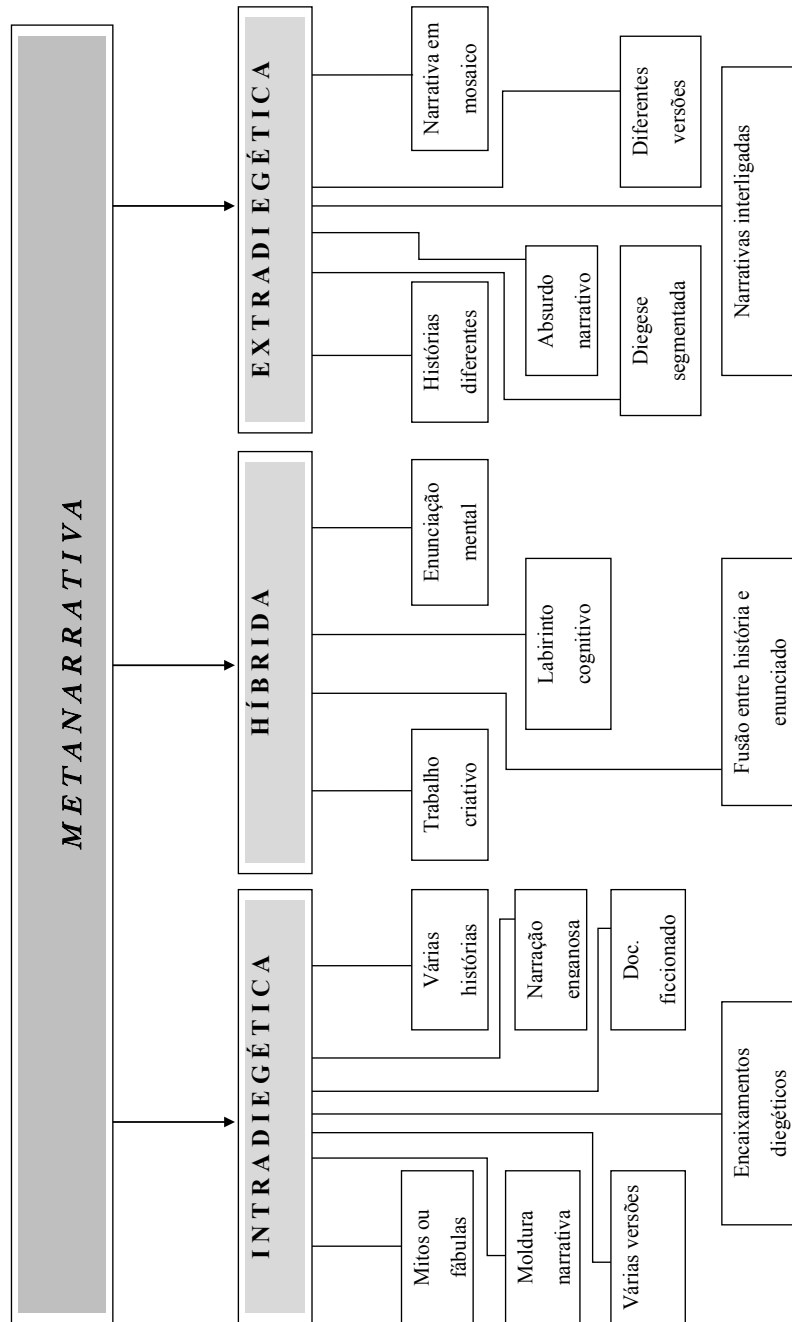 METANARRATIVA
INTRADIEGÉTICA
Mitos ou
fábulas
Moldura
narrativa
Várias versões
Encaixamentos
diegéticos
Doc.
ficcionado
Narração
enganosa
Várias
histórias
HÍBRIDA
Trabalho
criativo
Fusão entre história e
enunciado
Labirinto
cognitivo
Enunciação
mental
EXTRADIEGÉTICA
Histórias
diferentes
Diegese
segmentada
Absurdo
narrativo
Narrativas interligadas
Diferentes
versões
Narrativa em
mosaico